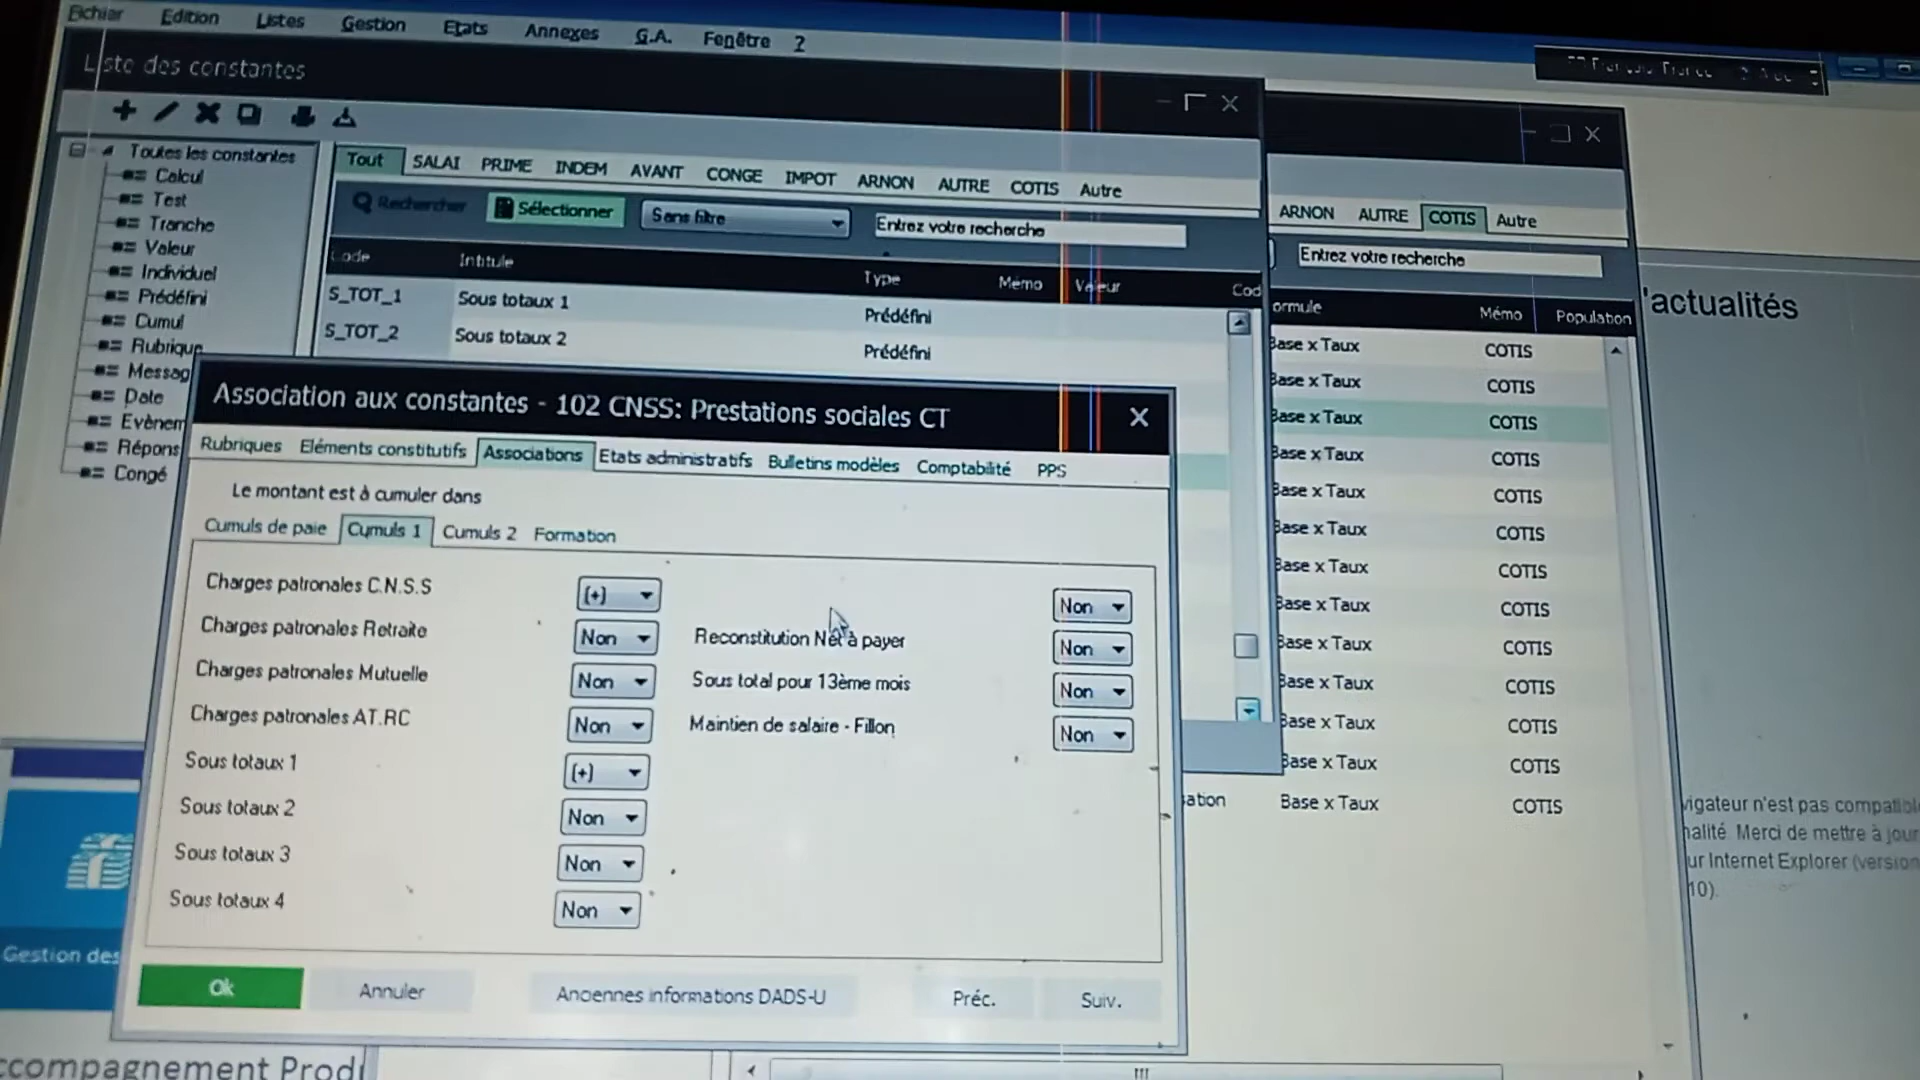 Fichier Edition Listes Gestion Etats Annexes G.A. Fenêtre ?
Liste des constantes
Toutes les constantes
Calcul
Test
Tranche
Valeur
Individuel
Prédéfini
Cumul
Rubrique
Messag
Date
Evènem
Répons
Congé
Tout SALAI PRIME INDEM AVANT CONGE IMPOT ARNON AUTRE COTIS Autre
Rechercher Sélectionner Sans filtre Entrez votre recherche
Code Intitule Type Mémo Valeur Cod
S_TOT_1 Sous totaux 1 Prédéfini
S_TOT_2 Sous totaux 2 Prédéfini
ARNON AUTRE COTIS Autre
Entrez votre recherche
ormule Mémo Population
Base x Taux COTIS
Base x Taux COTIS
Base x Taux COTIS
Base x Taux COTIS
Base x Taux COTIS
Base x Taux COTIS
Base x Taux COTIS
Base x Taux COTIS
Base x Taux COTIS
Base x Taux COTIS
Base x Taux COTIS
Base x Taux COTIS
sation Base x Taux COTIS
'actualités
vigateur n'est pas compatible
nalité. Merci de mettre à jour
ur Internet Explorer (version
10).
Association aux constantes - 102 CNSS: Prestations sociales CT
Rubriques Eléments constitutifs Associations Etats administratifs Bulletins modèles Comptabilité PPS
Le montant est à cumuler dans
Cumuls de paie Cumuls 1 Cumuls 2 Formation
Charges patronales C.N.S.S (+) Non
Charges patronales Retraite Non Reconstitution Net à payer Non
Charges patronales Mutuelle Non Sous total pour 13ème mois Non
Charges patronales AT.RC Non Maintien de salaire - Fillon Non
Sous totaux 1 (+)
Sous totaux 2 Non
Sous totaux 3 Non
Sous totaux 4 Non
Ok Annuler Anciennes informations DADS-U Préc. Suiv.
Gestion des
ccompagnement Prod